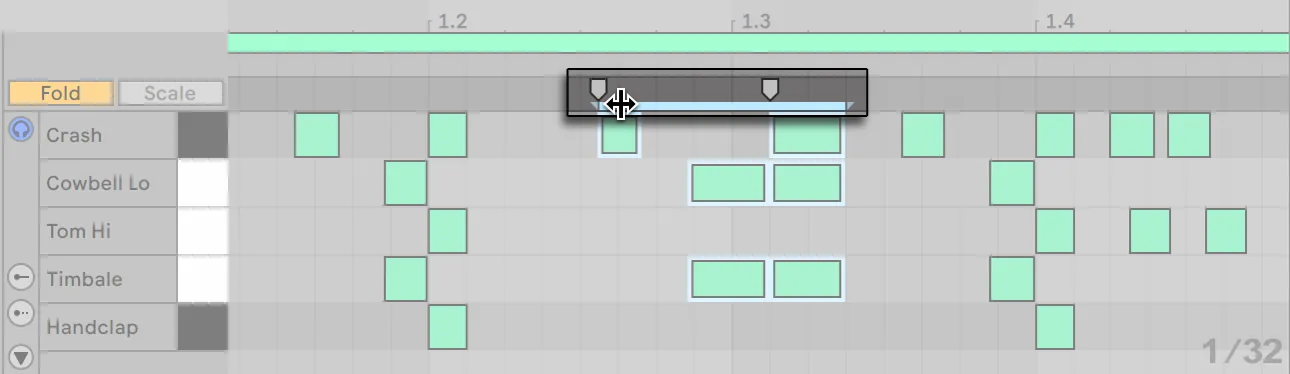 1.2 1.3 1.4
Fold Scale
Crash
Cowbell Lo
Tom Hi
Timbale
Handclap
1/32